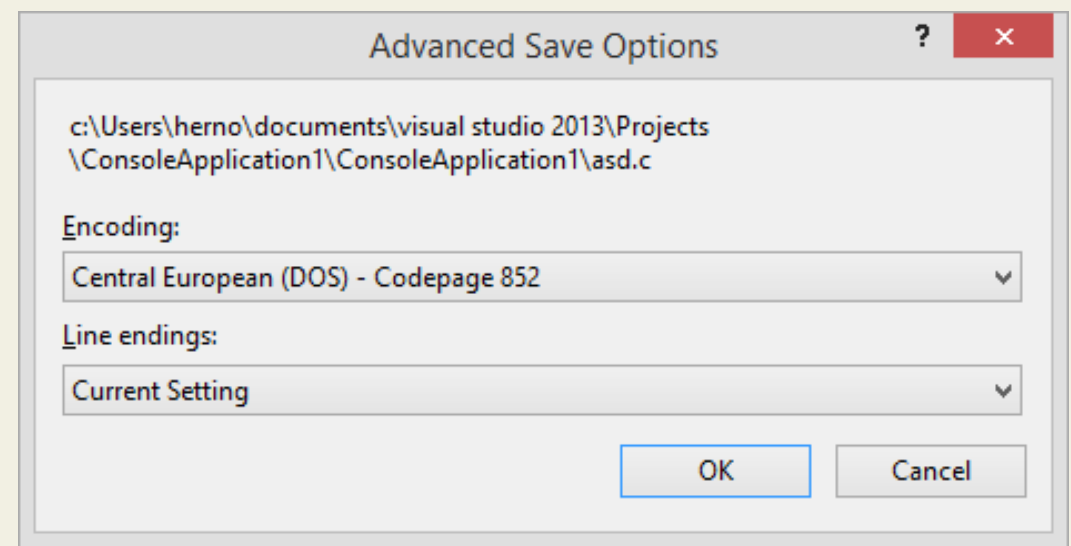 Advanced Save Options
?
×
c:\Users\herno\documents\visual studio 2013\Projects
\ConsoleApplication1\ConsoleApplication1\asd.c
Encoding:
Central European (DOS) - Codepage 852
Line endings:
Current Setting
OK
Cancel